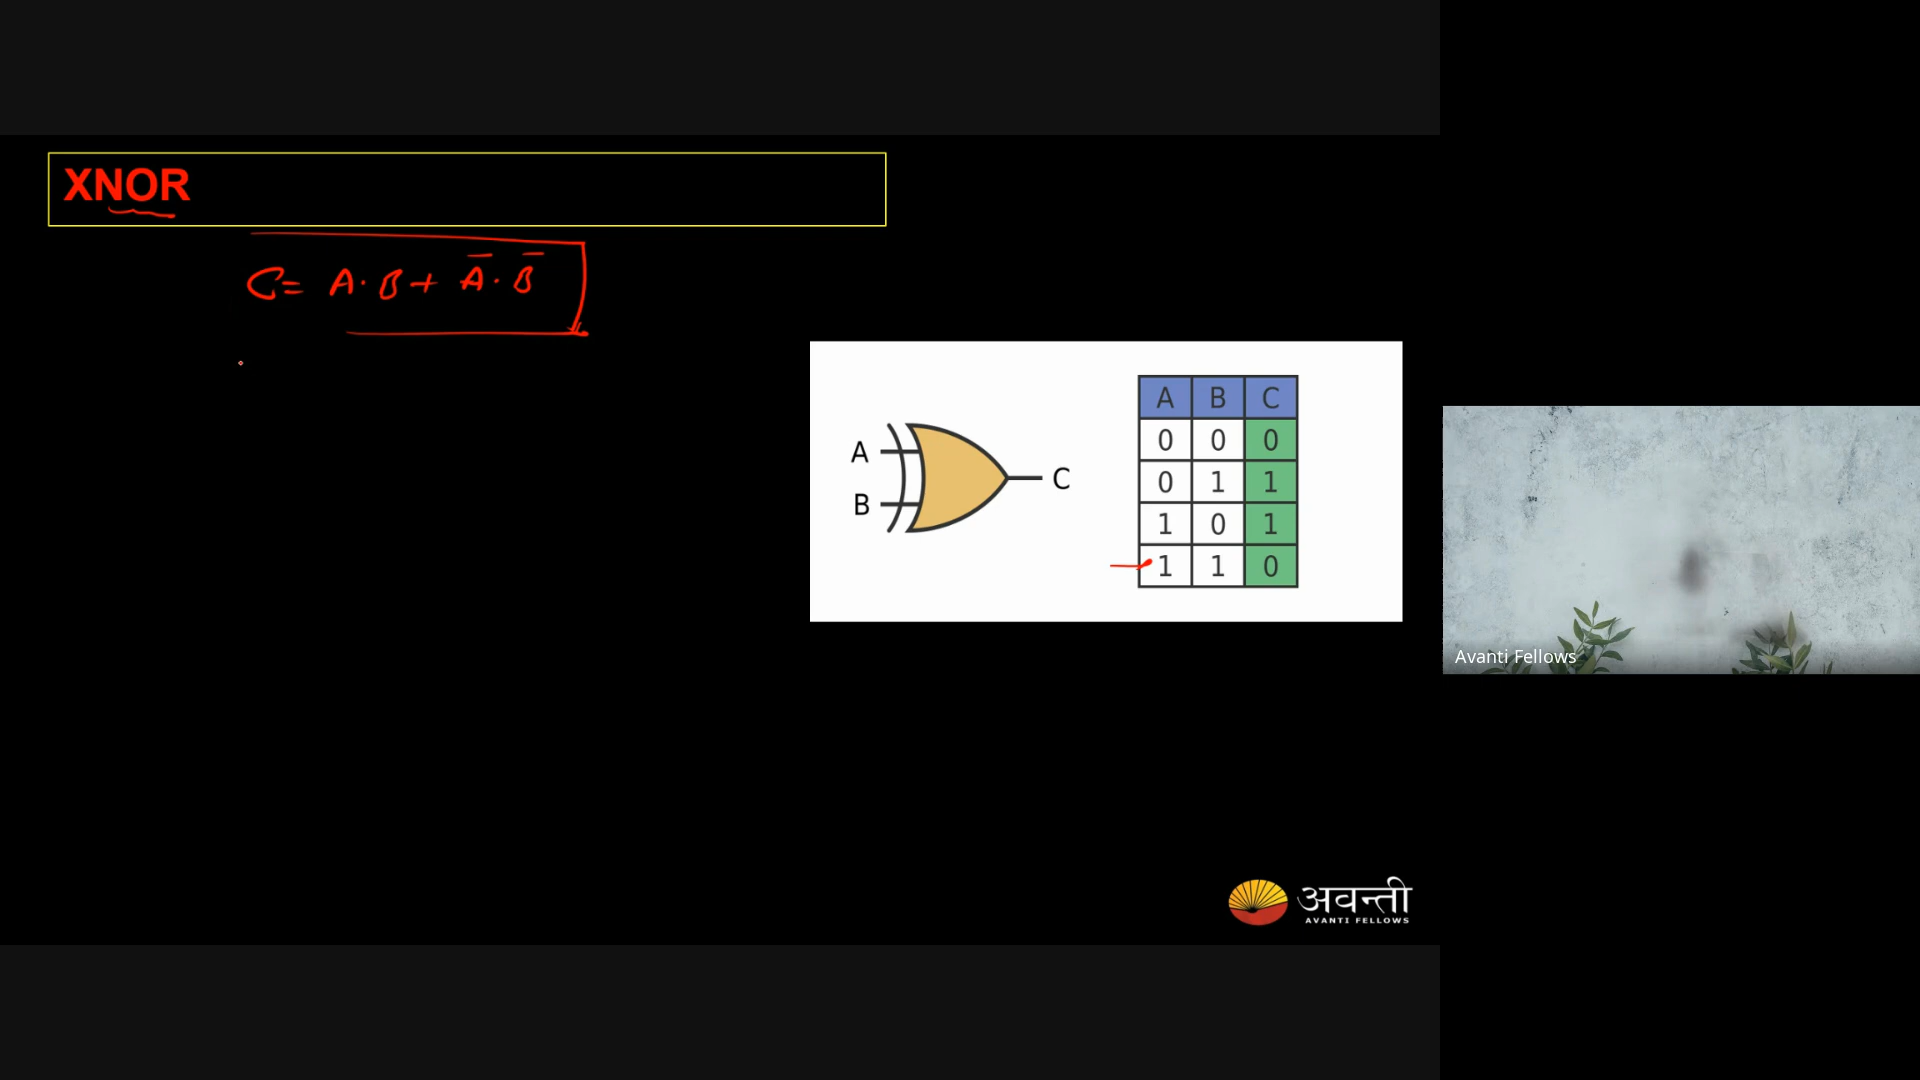 XNOR
C = A · B + A̅ · B̅
A
B
C
A B C
0 0 0
0 1 1
1 0 1
1 1 0
Avanti Fellows
अवन्ती
AVANTI FELLOWS